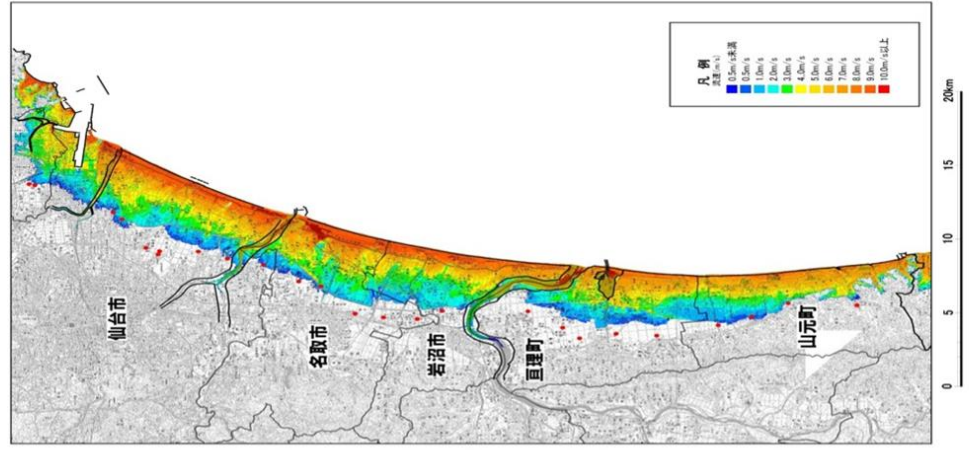 凡 例
流速(m/s)
0.5m/s未満
0.5m/s
1.0m/s
2.0m/s
3.0m/s
4.0m/s
5.0m/s
6.0m/s
7.0m/s
8.0m/s
9.0m/s
10.0m/s以上
仙台市
名取市
岩沼市
亘理町
山元町
0
5
10
15
20km